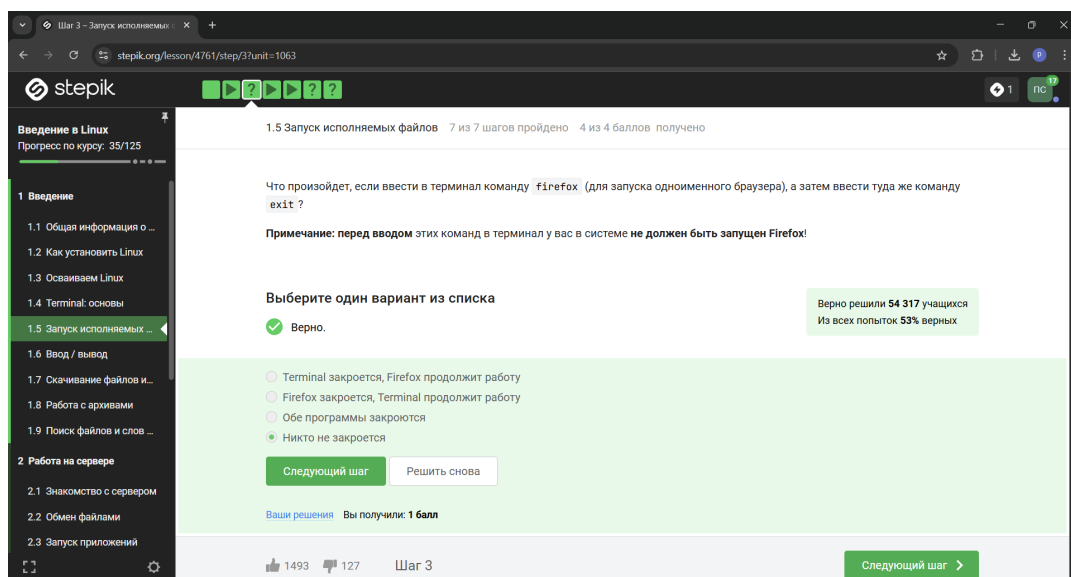 Шаг 3 – Запуск исполняемых
stepik.org/lesson/4761/step/3?unit=1063
stepik
?
?
?
1
ПС
17
P
Введение в Linux
Прогресс по курсу: 35/125
1.5 Запуск исполняемых файлов 7 из 7 шагов пройдено 4 из 4 баллов получено
1 Введение
1.1 Общая информация о ...
1.2 Как установить Linux
1.3 Осваиваем Linux
1.4 Terminal: основы
1.5 Запуск исполняемых ...
1.6 Ввод / вывод
1.7 Скачивание файлов и...
1.8 Работа с архивами
1.9 Поиск файлов и слов ...
2 Работа на сервере
2.1 Знакомство с сервером
2.2 Обмен файлами
2.3 Запуск приложений
Что произойдет, если ввести в терминал команду firefox (для запуска одноименного браузера), а затем ввести туда же команду
exit ?
Примечание: перед вводом этих команд в терминал у вас в системе не должен быть запущен Firefox!
Выберите один вариант из списка
Верно.
Верно решили 54 317 учащихся
Из всех попыток 53% верных
Terminal закроется, Firefox продолжит работу
Firefox закроется, Terminal продолжит работу
Обе программы закроются
Никто не закроется
Следующий шаг Решить снова
Ваши решения Вы получили: 1 балл
1493 127 Шаг 3 Следующий шаг